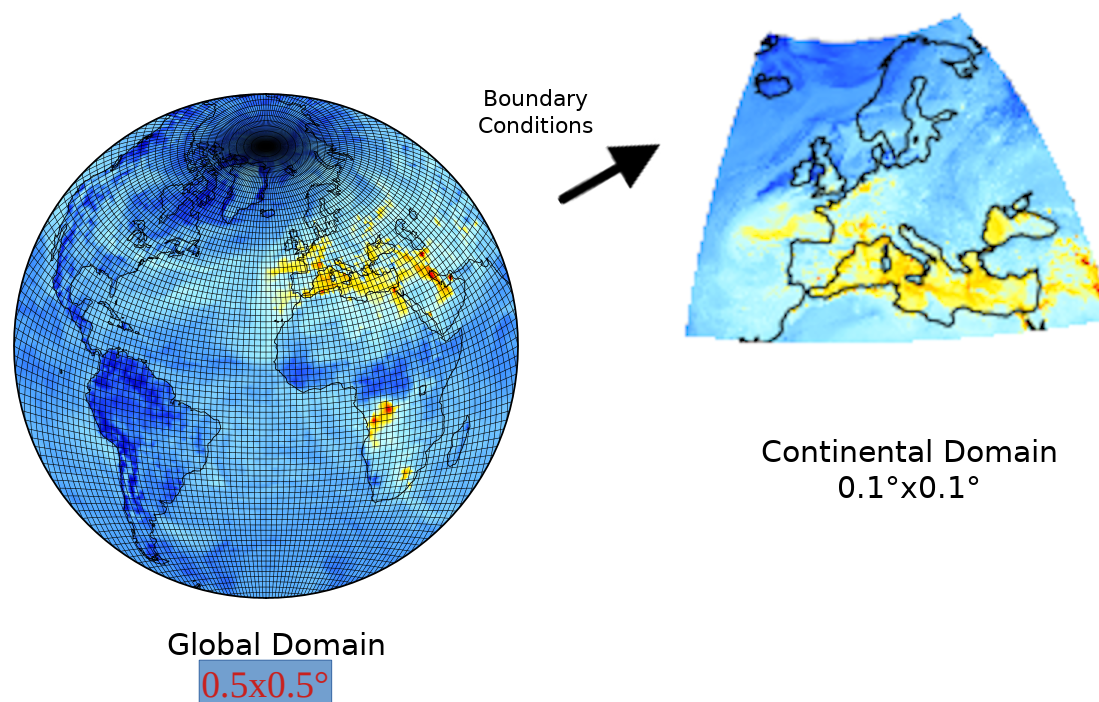 Boundary
Conditions
Continental Domain
0.1°x0.1°
Global Domain
0.5x0.5°